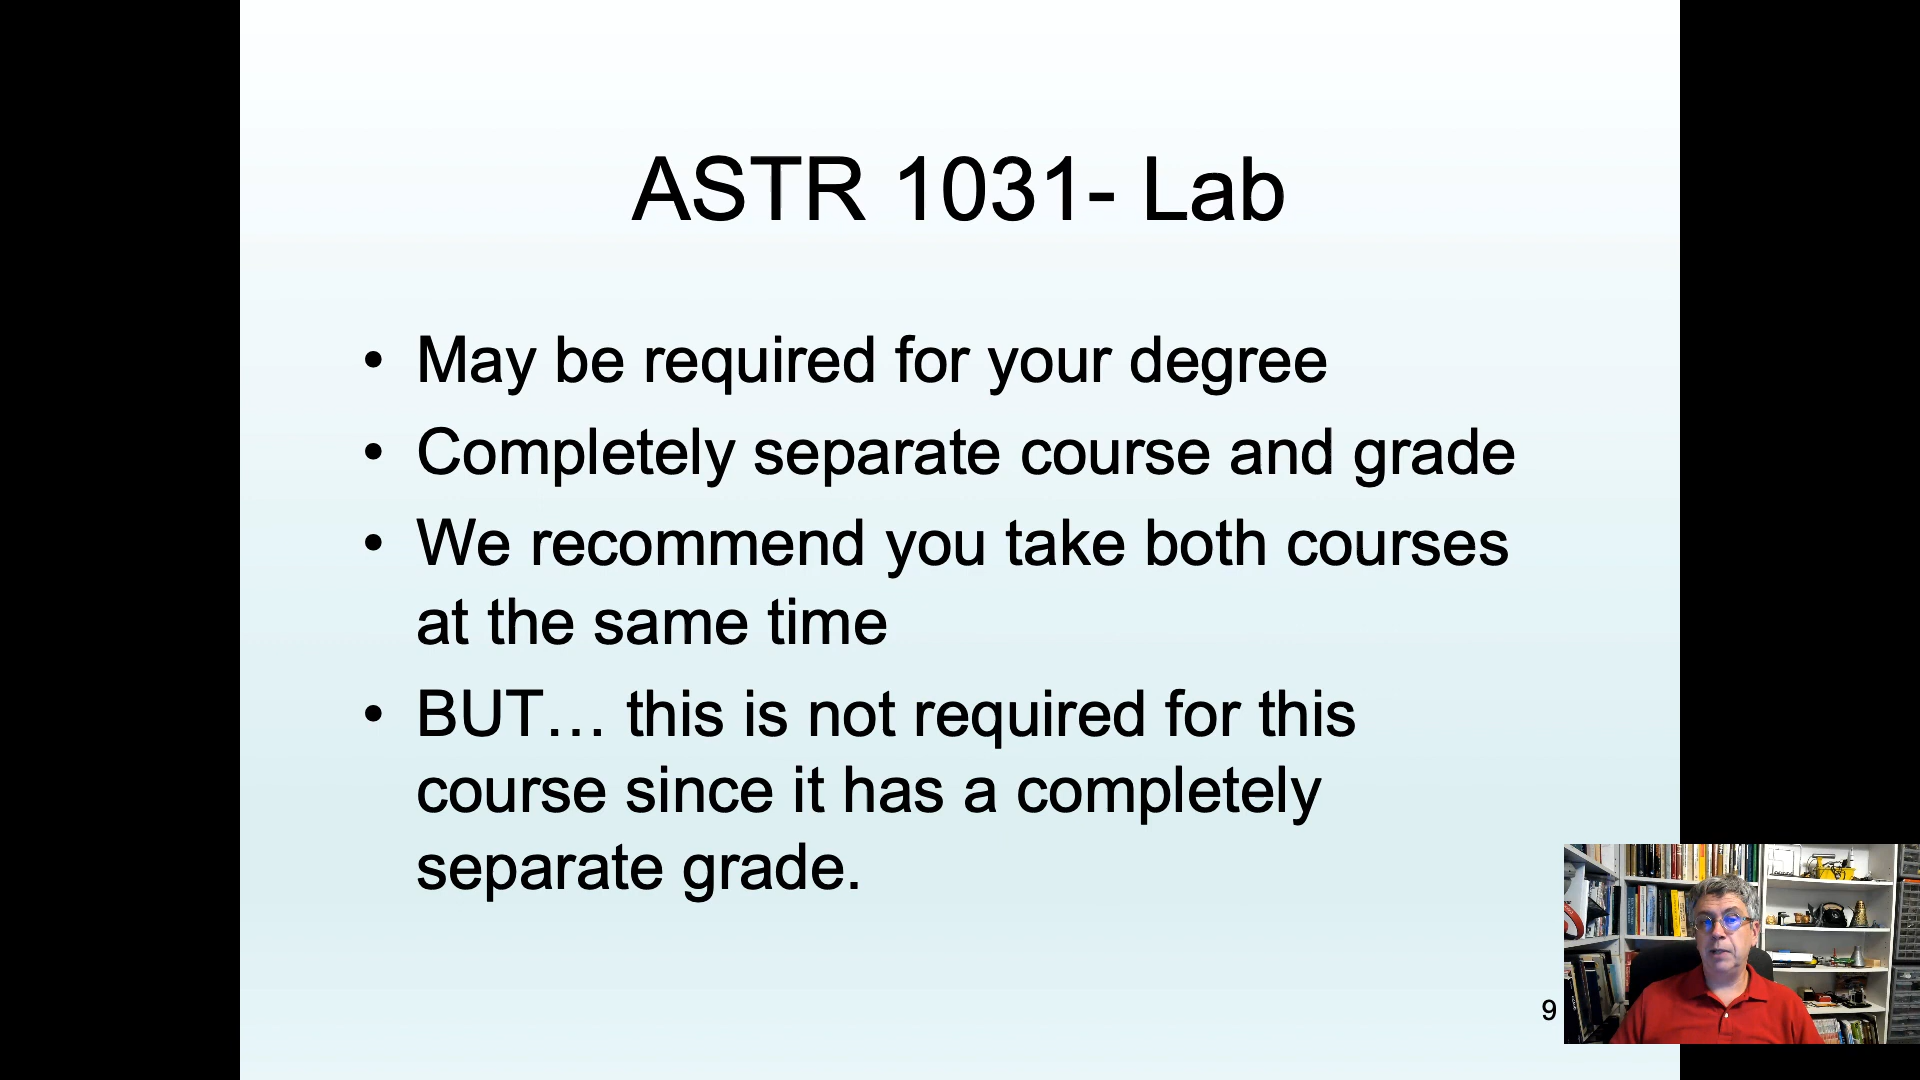 ASTR 1031- Lab
• May be required for your degree
• Completely separate course and grade
• We recommend you take both courses
at the same time
• BUT… this is not required for this
course since it has a completely
separate grade.
9